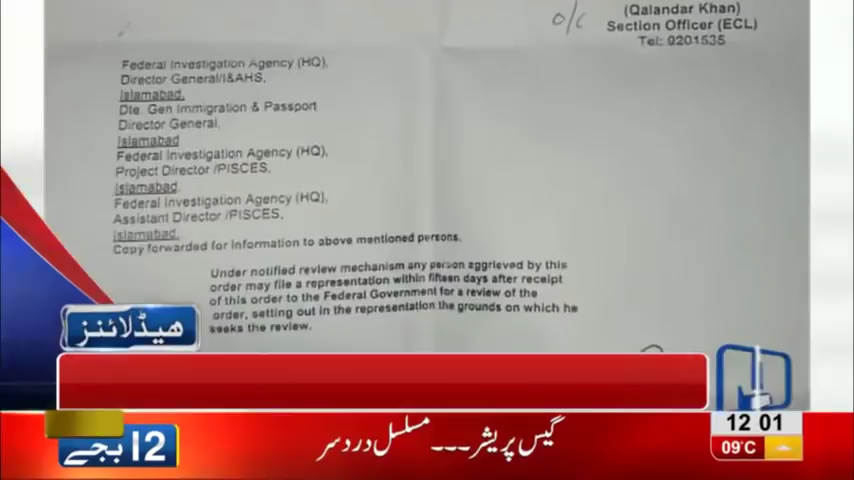 o/c
(Qalandar Khan)
Section Officer (ECL)
Tel: 9201535
Federal Investigation Agency (HQ),
Director General/I&AHS,
Islamabad.
Dte. Gen Immigration & Passport
Director General,
Islamabad
Federal Investigation Agency (HQ),
Project Director /PISCES,
Islamabad.
Federal Investigation Agency (HQ),
Assistant Director /PISCES,
Islamabad.
Copy forwarded for information to above mentioned persons.
Under notified review mechanism any person aggrieved by this
order may file a representation within fifteen days after receipt
of this order to the Federal Government for a review of the
order, setting out in the representation the grounds on which he
seeks the review.
ہیڈلائنز
12 بجے
گیس پریشر۔۔۔ مسلسل دردسر
12 01
09°C